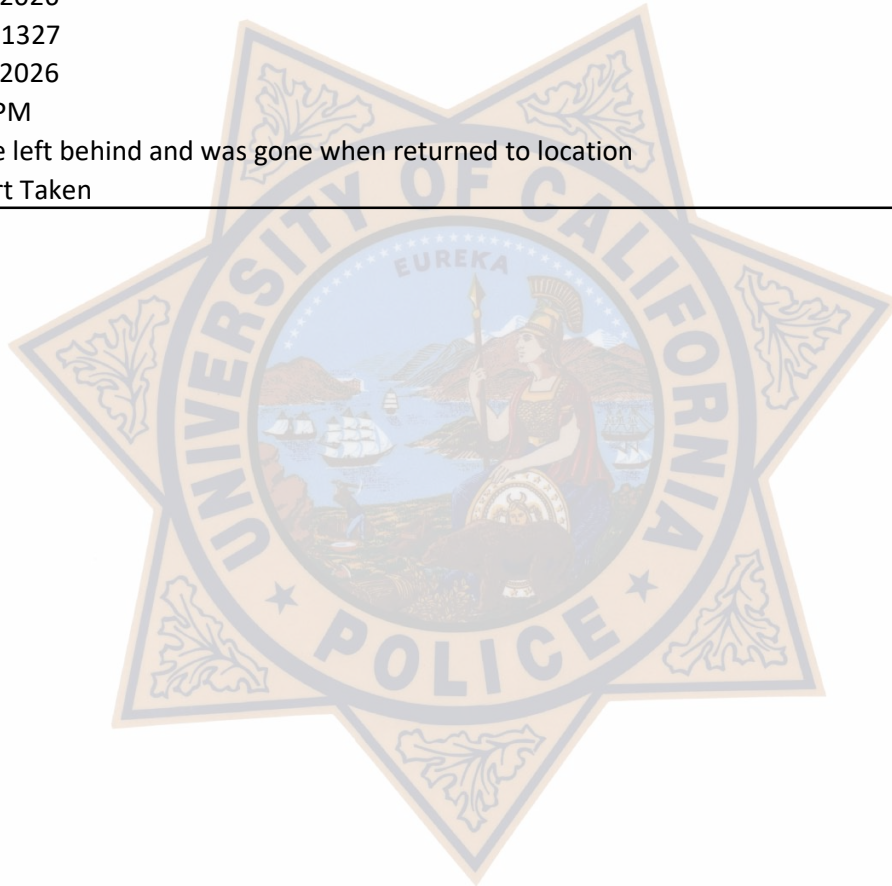 2026
1327
2026
PM
e left behind and was gone when returned to location
rt Taken
EUREKA
UNIVERSITY OF CALIFORNIA
POLICE